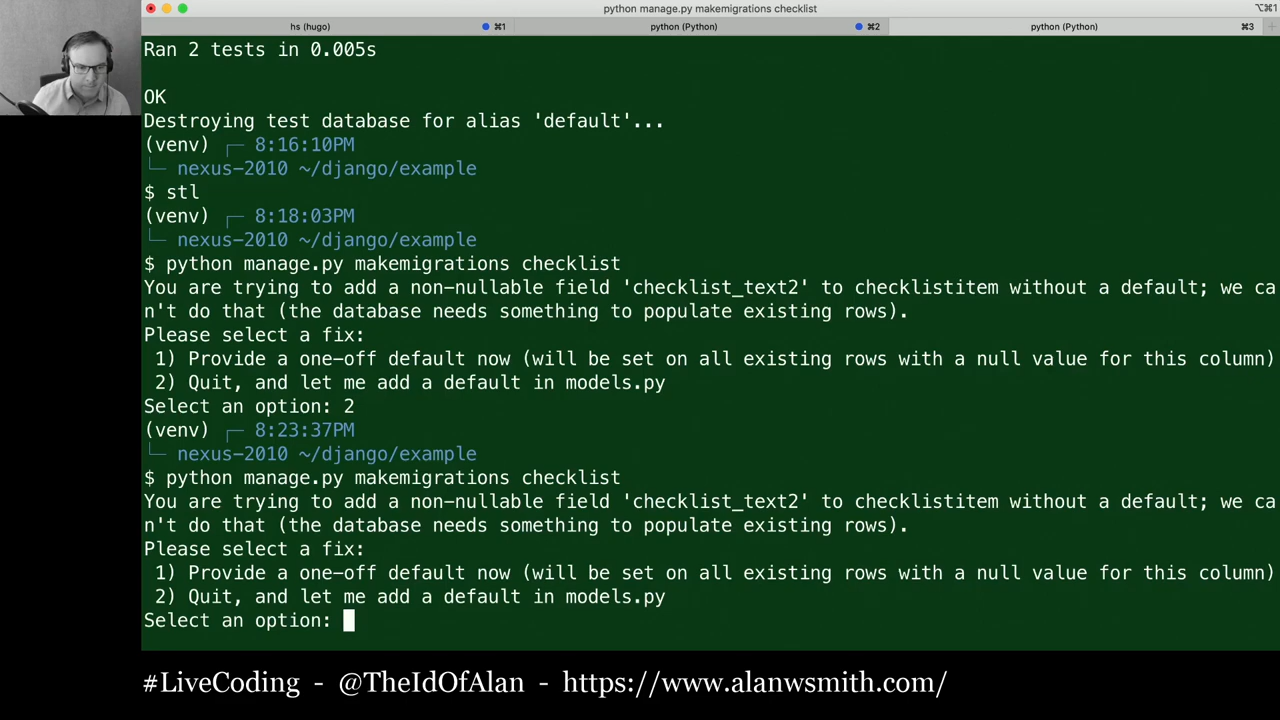 python manage.py makemigrations checklist
⌥⌘1
hs (hugo)
⌘1
python (Python)
⌘2
python (Python)
⌘3
+
Ran 2 tests in 0.005s
OK
Destroying test database for alias 'default'...
(venv) ┌─ 8:16:10PM
└─ nexus-2010 ~/django/example
$ stl
(venv) ┌─ 8:18:03PM
└─ nexus-2010 ~/django/example
$ python manage.py makemigrations checklist
You are trying to add a non-nullable field 'checklist_text2' to checklistitem without a default; we ca
n't do that (the database needs something to populate existing rows).
Please select a fix:
1) Provide a one-off default now (will be set on all existing rows with a null value for this column)
2) Quit, and let me add a default in models.py
Select an option: 2
(venv) ┌─ 8:23:37PM
└─ nexus-2010 ~/django/example
$ python manage.py makemigrations checklist
You are trying to add a non-nullable field 'checklist_text2' to checklistitem without a default; we ca
n't do that (the database needs something to populate existing rows).
Please select a fix:
1) Provide a one-off default now (will be set on all existing rows with a null value for this column)
2) Quit, and let me add a default in models.py
Select an option:
#LiveCoding - @TheIdOfAlan - https://www.alanwsmith.com/